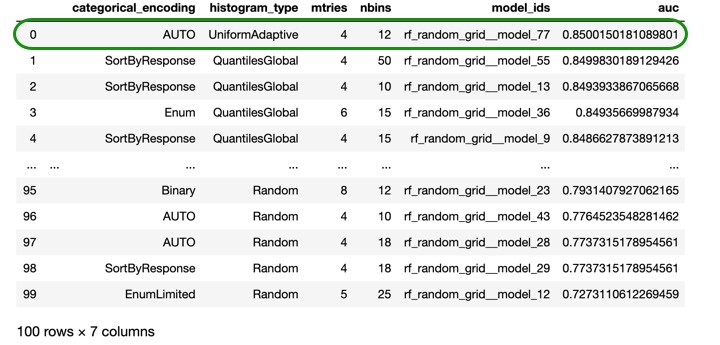 categorical_encoding histogram_type mtries nbins model_ids auc
0 AUTO UniformAdaptive 4 12 rf_random_grid__model_77 0.8500150181089801
1 SortByResponse QuantilesGlobal 4 50 rf_random_grid__model_55 0.8499830189129426
2 SortByResponse QuantilesGlobal 4 10 rf_random_grid__model_13 0.8493933867065668
3 Enum QuantilesGlobal 6 15 rf_random_grid__model_36 0.84935669987934
4 SortByResponse QuantilesGlobal 4 15 rf_random_grid__model_9 0.8486627873891213
... ... ... ... ... ... ... ...
95 Binary Random 8 12 rf_random_grid__model_23 0.7931407927062165
96 AUTO Random 4 10 rf_random_grid__model_43 0.7764523548281462
97 AUTO Random 4 18 rf_random_grid__model_28 0.7737315178954561
98 SortByResponse Random 4 18 rf_random_grid__model_29 0.7737315178954561
99 EnumLimited Random 5 25 rf_random_grid__model_12 0.7273110612269459
100 rows × 7 columns